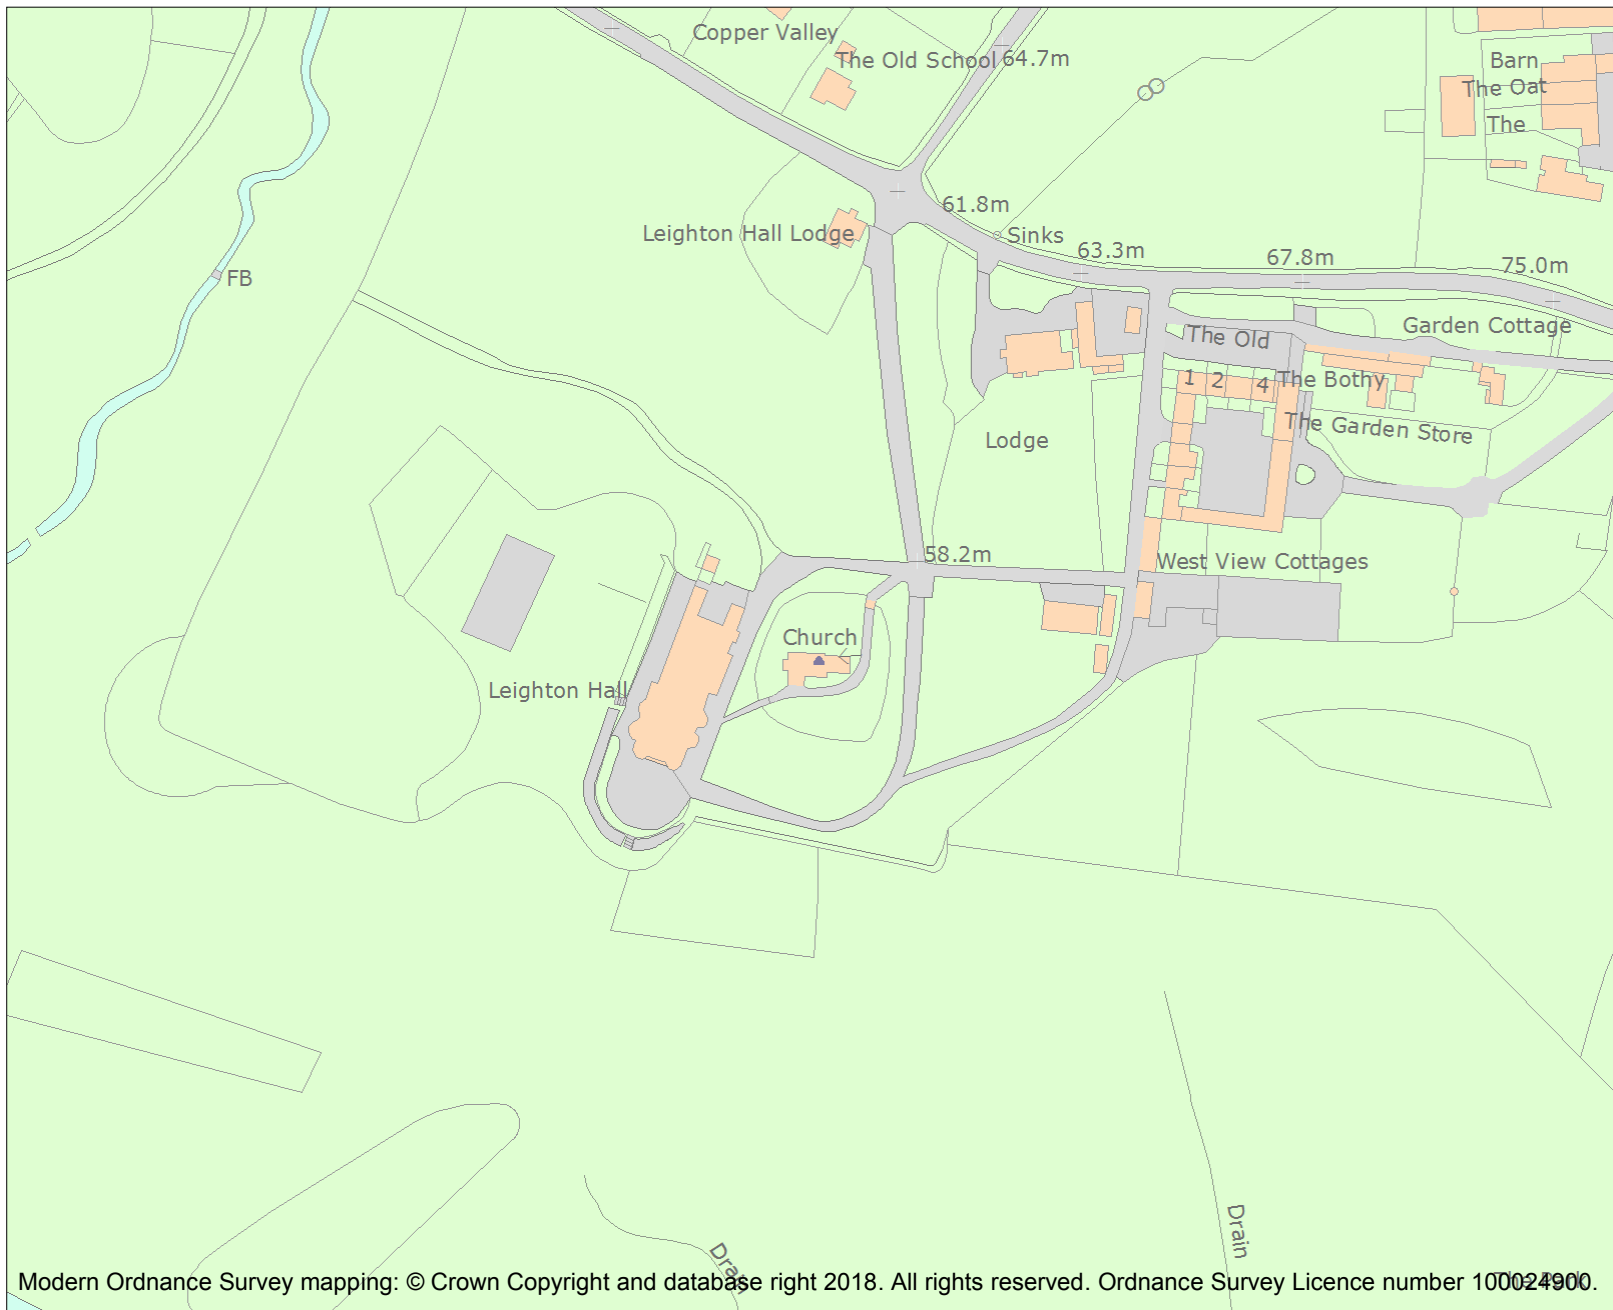 Copper Valley
The Old School
64.7m
Barn
The Oat
The
61.8m
Leighton Hall Lodge
Sinks
63.3m
67.8m
75.0m
FB
Garden Cottage
The Old
1 2 4
The Bothy
The Garden Store
Lodge
58.2m
West View Cottages
Church
Leighton Hall
Drain
Drain
The Park
Modern Ordnance Survey mapping: © Crown Copyright and database right 2018. All rights reserved. Ordnance Survey Licence number 100024900.